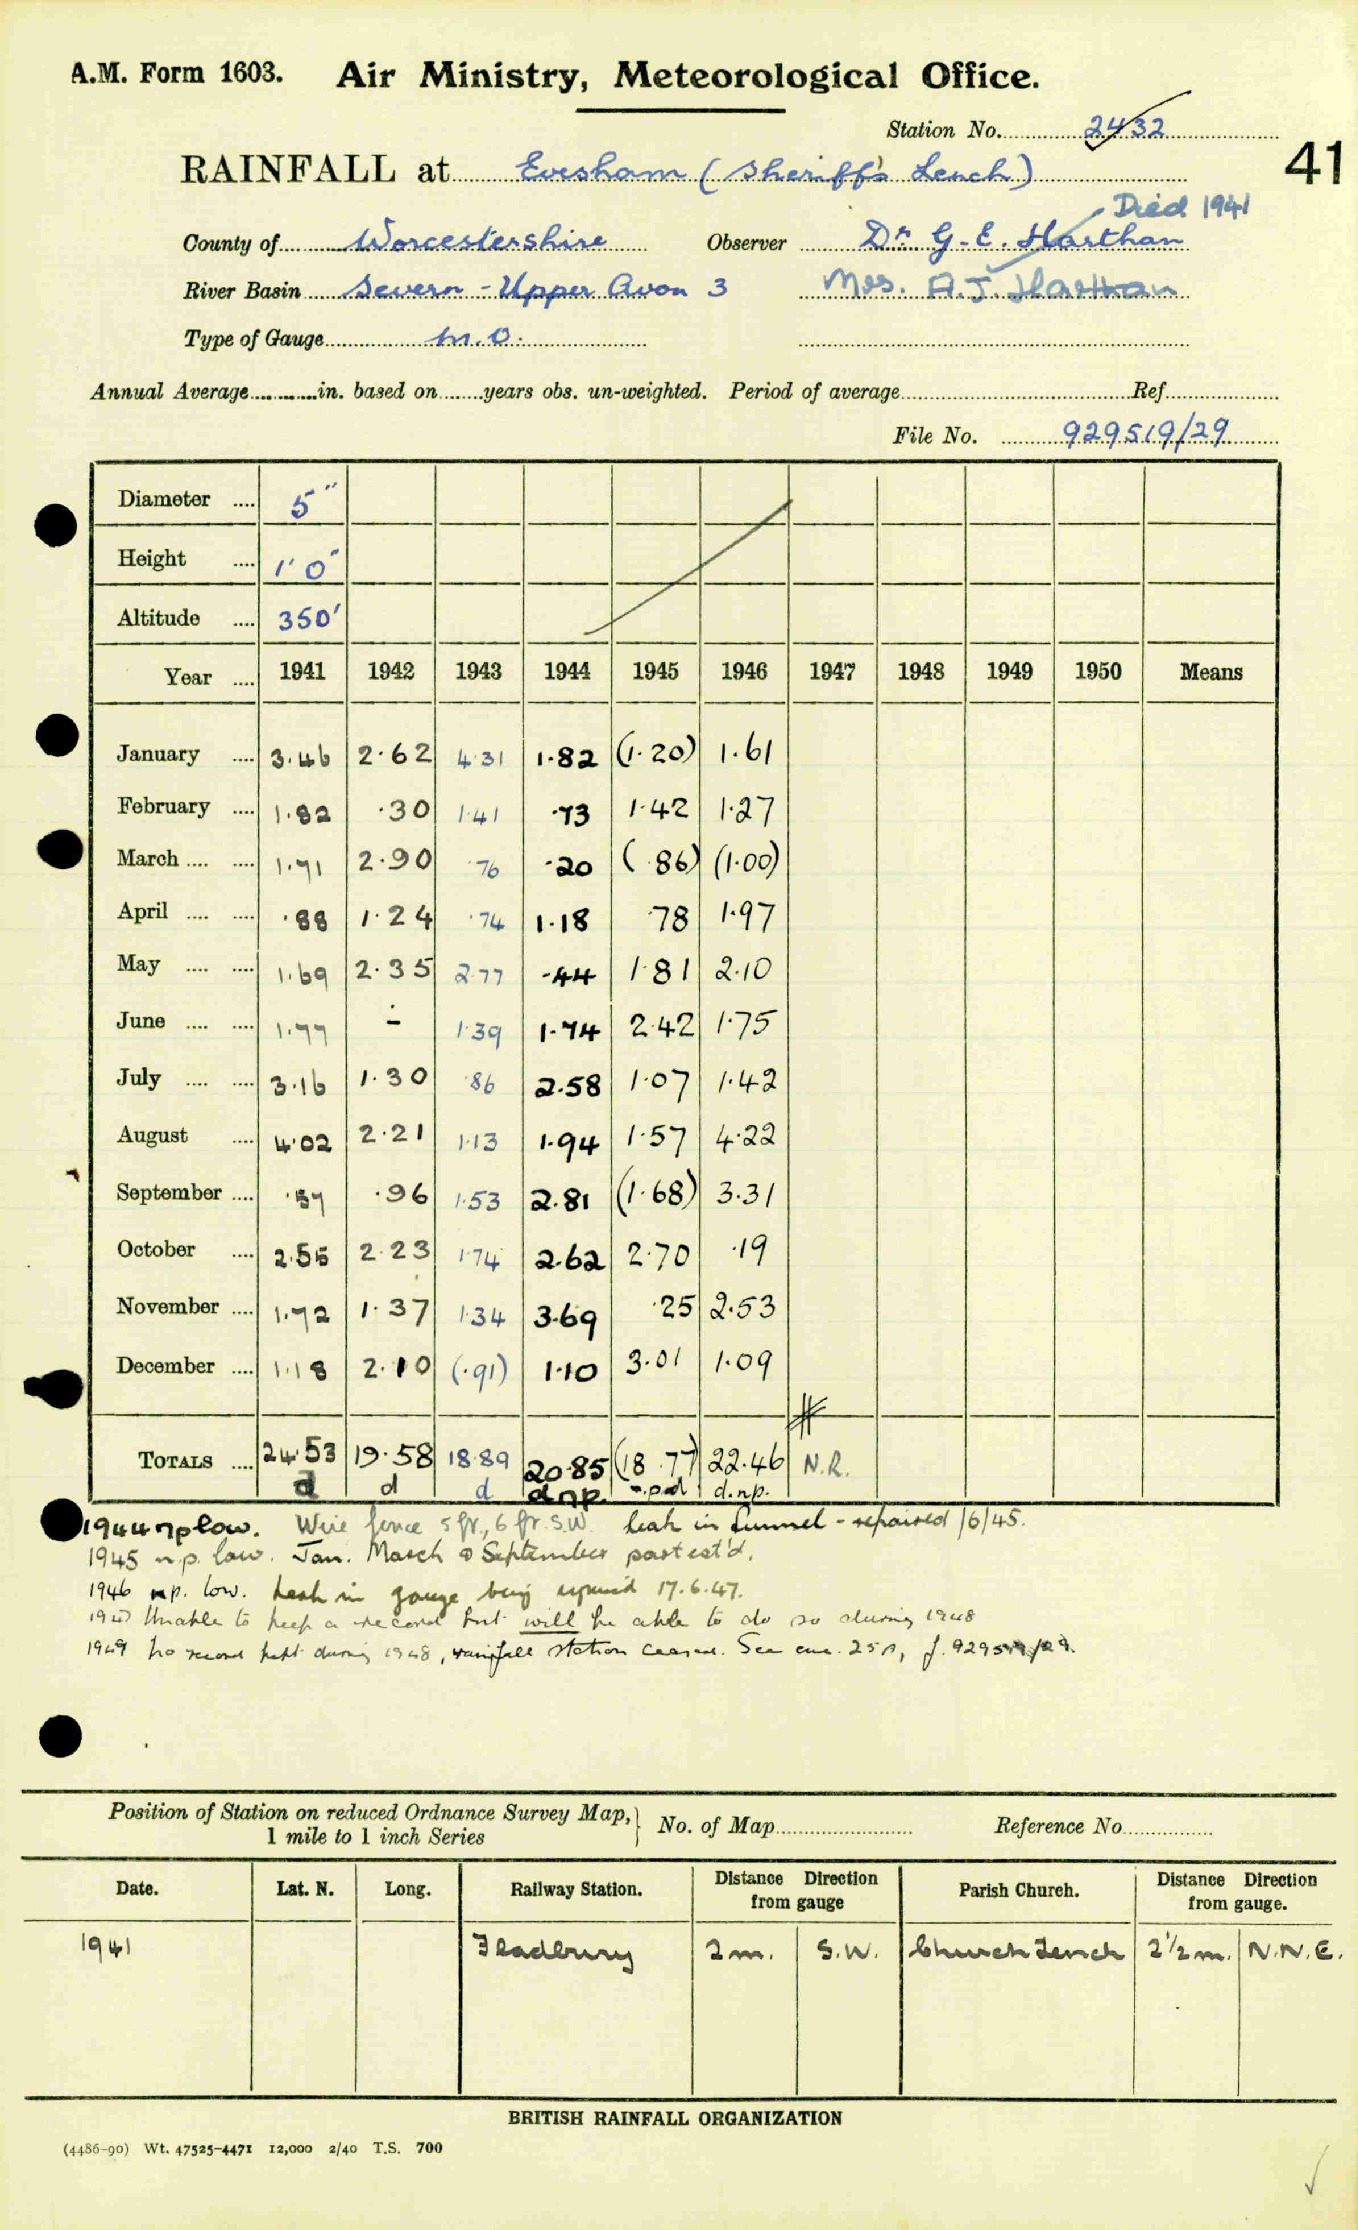 A.M. Form 1603. Air Ministry, Meteorological Office.
Station No. 2432
41
RAINFALL at Evesham (Sheriff's Lench)
Died 1941
County of Worcestershire Observer Dr G. E. Harthan
River Basin Severn - Upper Avon 3 Mrs. A.J. Harthan
Type of Gauge M.O.
Annual Average in. based on years obs. un-weighted. Period of average Ref.
File No. 929519/29
Diameter 5"
Height 1' 0"
Altitude 350'
Year 1941 1942 1943 1944 1945 1946 1947 1948 1949 1950 Means
January 3.46 2.62 4.31 1.82 (1.20) 1.61
February 1.82 .30 1.41 .73 1.42 1.27
March 1.71 2.90 .76 .20 (.86) (1.00)
April .88 1.24 .74 1.18 .78 1.97
May 1.69 2.35 2.77 .44 1.81 2.10
June 1.77 - 1.39 1.74 2.42 1.75
July 3.16 1.30 .86 2.58 1.07 1.42
August 4.02 2.21 1.13 1.94 1.57 4.22
September .57 .96 1.53 2.81 (1.68) 3.31
October 2.55 2.23 1.74 2.62 2.70 .19
November 1.72 1.37 1.34 3.69 .25 2.53
December 1.18 2.10 (.91) 1.10 3.01 1.09
TOTALS 24.53 19.58 18.89 20.85 (18.77) 22.46 N.R.
d d d d.n.p. n.p.d d.n.p.
1944 n.p low. Wire fence 5 ft., 6 ft. S.W. leak in funnel - repaired /6/45.
1945 n.p. low. Jan. March & September part est'd.
1946 n.p. low. Leak in gauge being repaired 17.6.47.
1947 Unable to keep a record but will be able to do so during 1948
1949 No record kept during 1948, rainfall station ceased. See enc. 25A, f. 929519/29.
Position of Station on reduced Ordnance Survey Map, 1 mile to 1 inch Series No. of Map Reference No
Date. Lat. N. Long. Railway Station. Distance Direction from gauge Parish Church. Distance Direction from gauge.
1941 Fladbury 2 m. S.W. Church Lench 2 1/2 m. N.N.E.
BRITISH RAINFALL ORGANIZATION
(4486-90) Wt. 47525-4471 12,000 2/40 T.S. 700